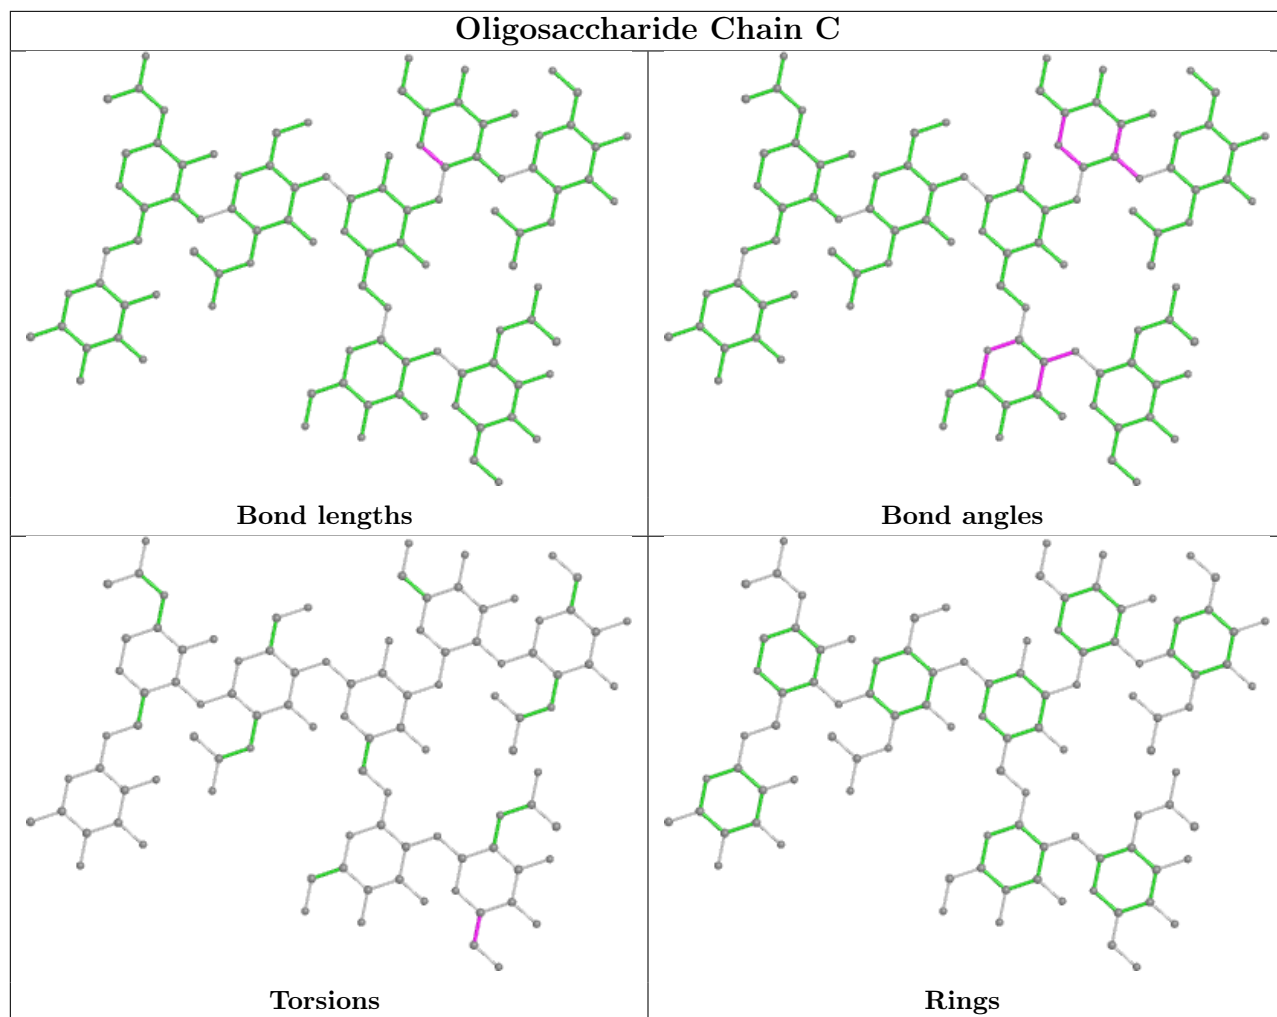 Oligosaccharide Chain C
Bond lengths
Bond angles
Torsions
Rings